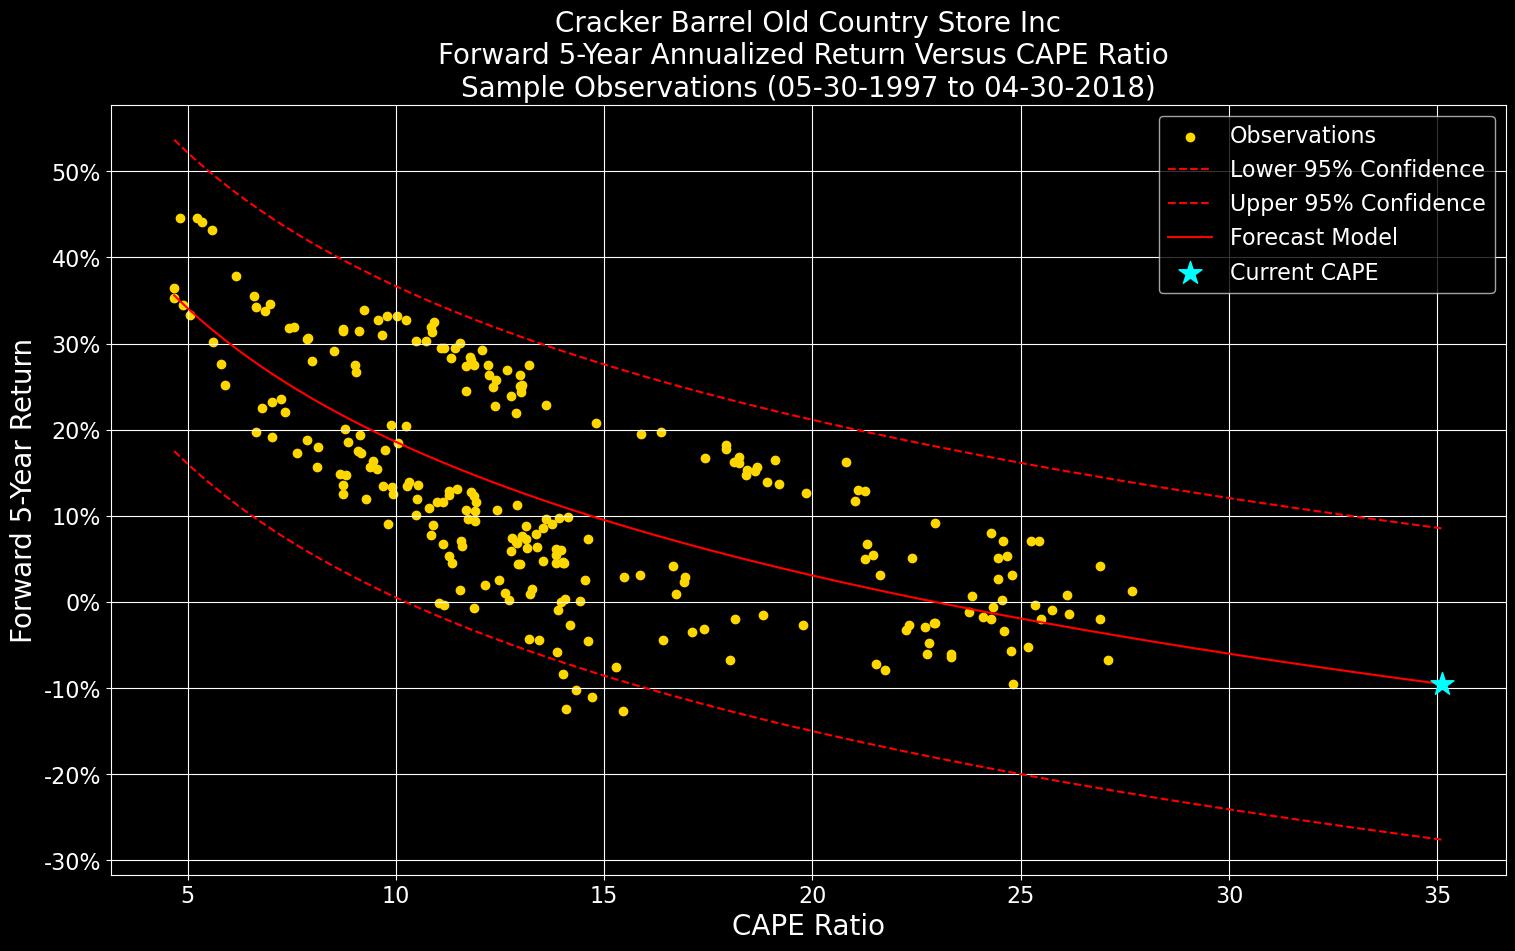 Cracker Barrel Old Country Store Inc
Forward 5-Year Annualized Return Versus CAPE Ratio
Sample Observations (05-30-1997 to 04-30-2018)
Observations
Lower 95% Confidence
Upper 95% Confidence
Forecast Model
Current CAPE
Forward 5-Year Return
50%
40%
30%
20%
10%
0%
-10%
-20%
-30%
5 10 15 20 25 30 35
CAPE Ratio